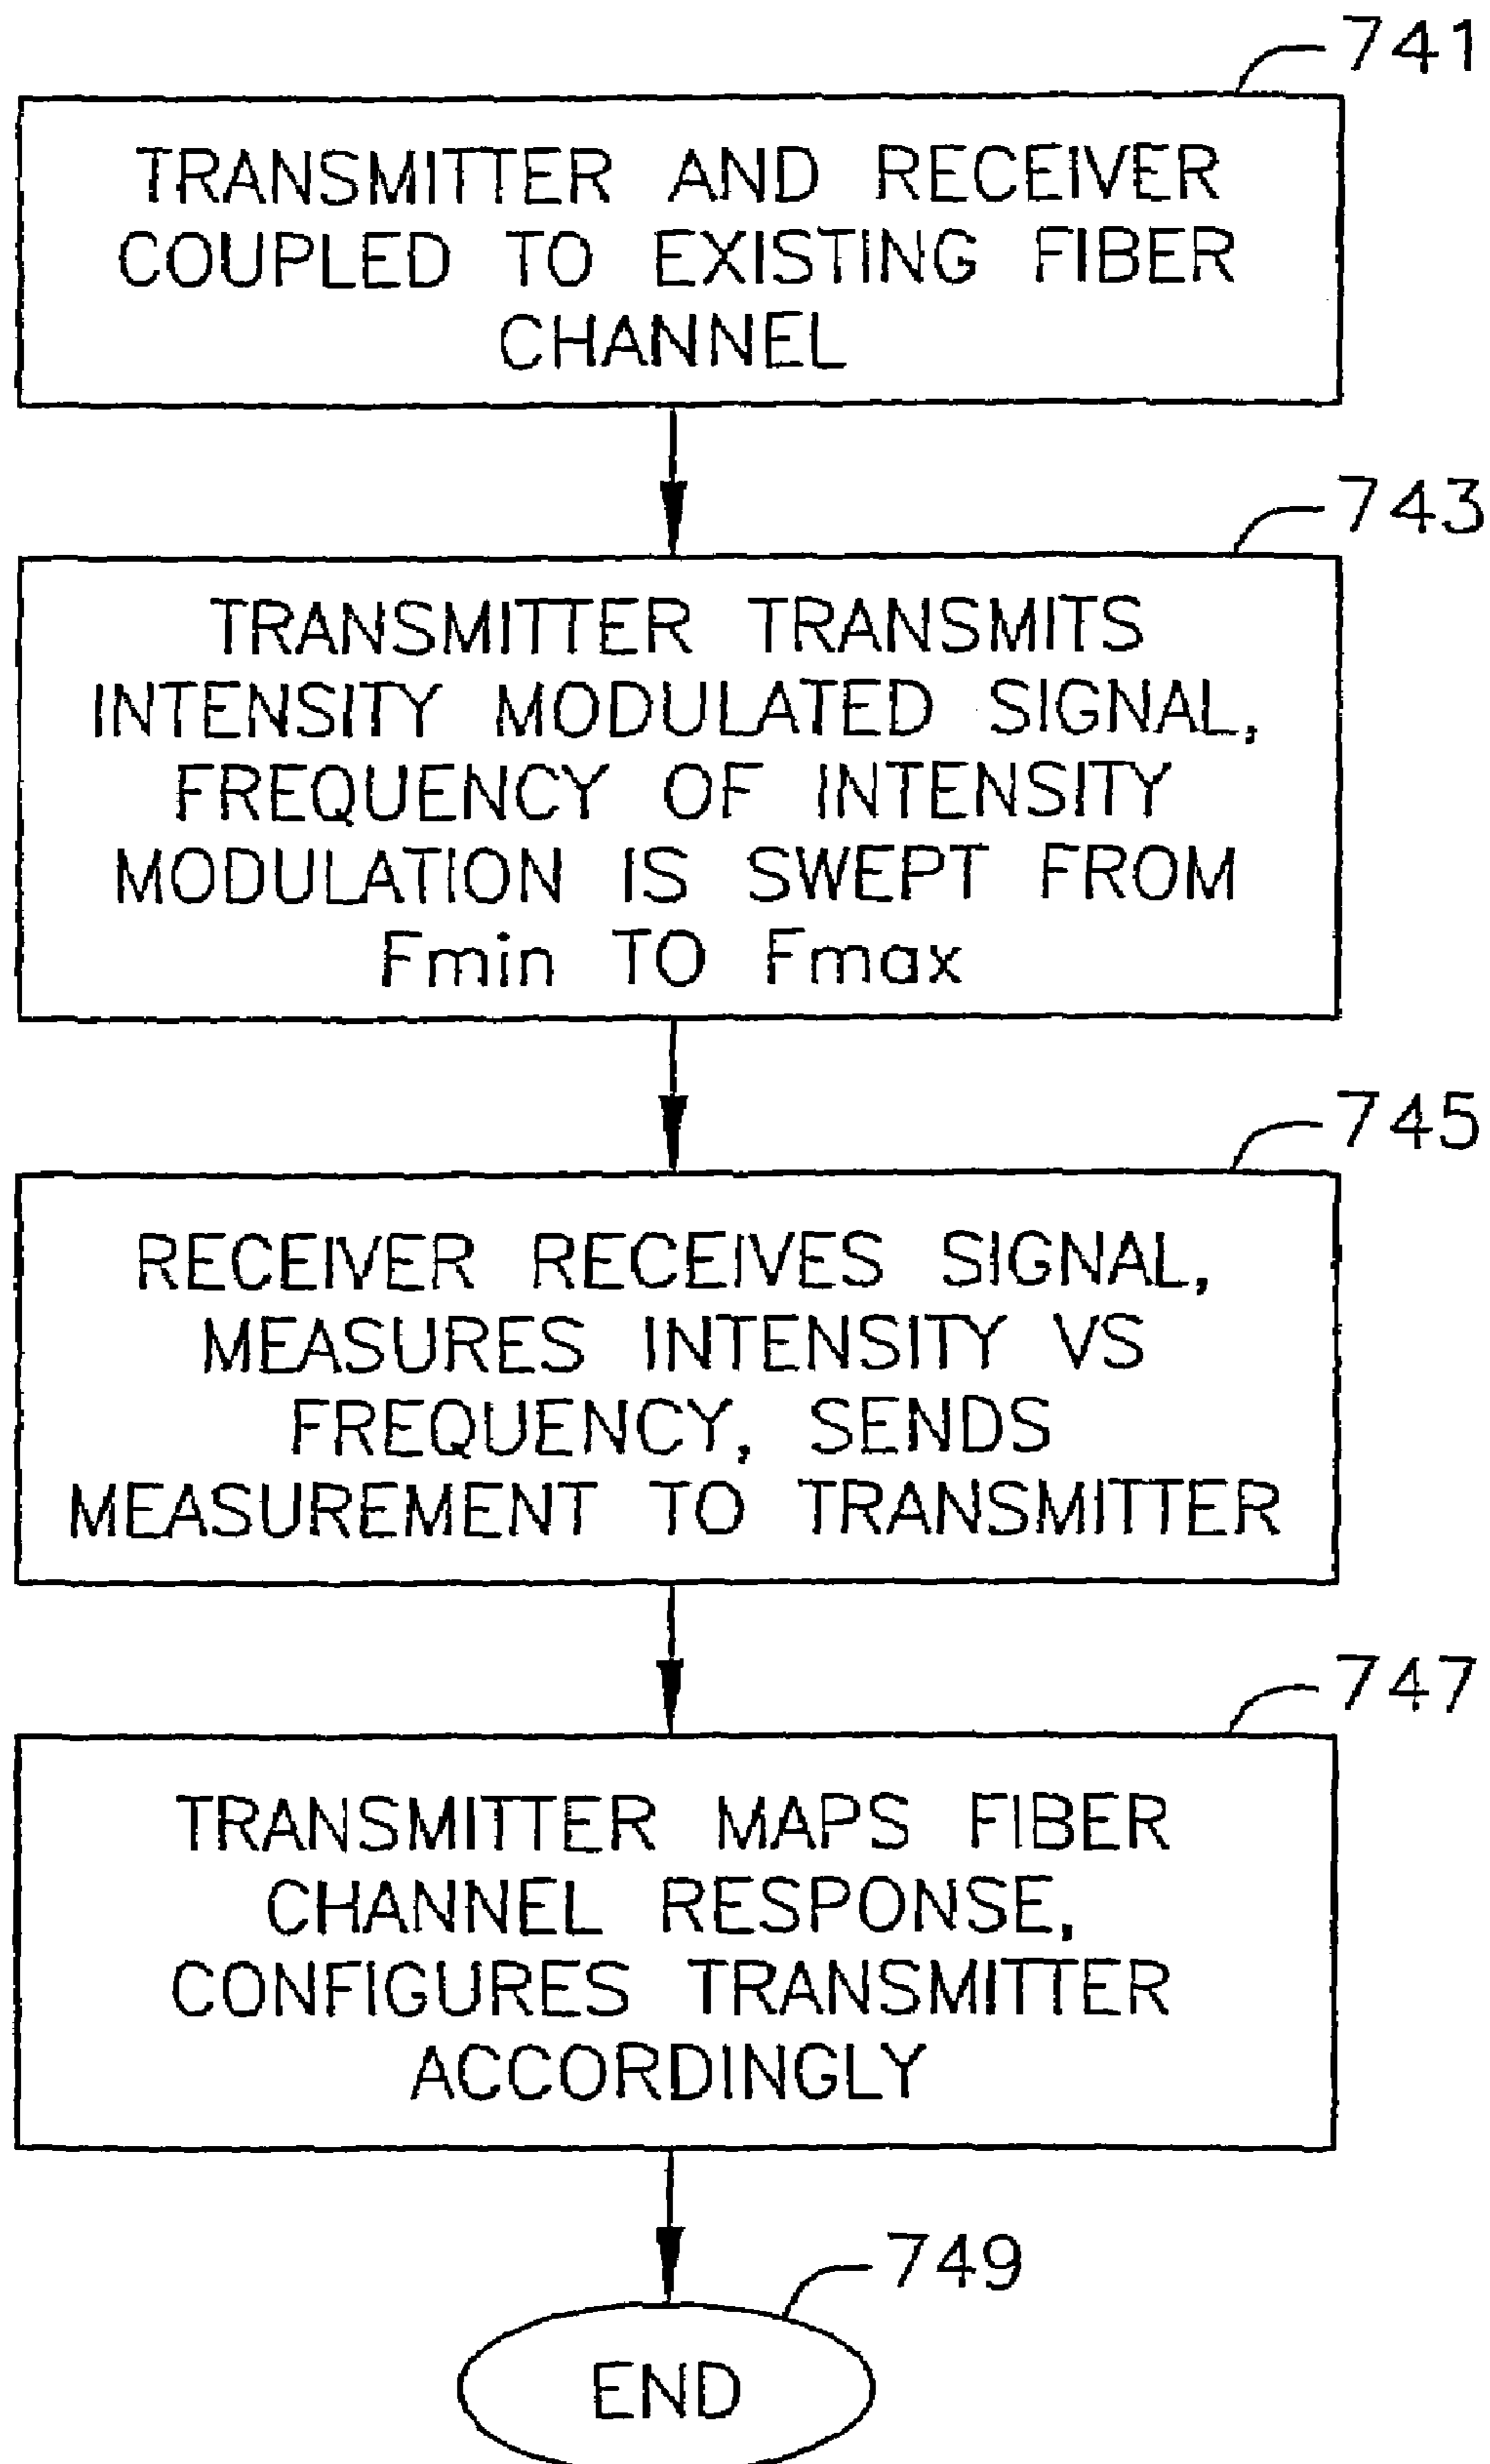 741
TRANSMITTER AND RECEIVER
COUPLED TO EXISTING FIBER
CHANNEL
743
TRANSMITTER TRANSMITS
INTENSITY MODULATED SIGNAL,
FREQUENCY OF INTENSITY
MODULATION IS SWEPT FROM
Fmin TO Fmax
745
RECEIVER RECEIVES SIGNAL,
MEASURES INTENSITY VS
FREQUENCY, SENDS
MEASUREMENT TO TRANSMITTER
747
TRANSMITTER MAPS FIBER
CHANNEL RESPONSE,
CONFIGURES TRANSMITTER
ACCORDINGLY
749
END